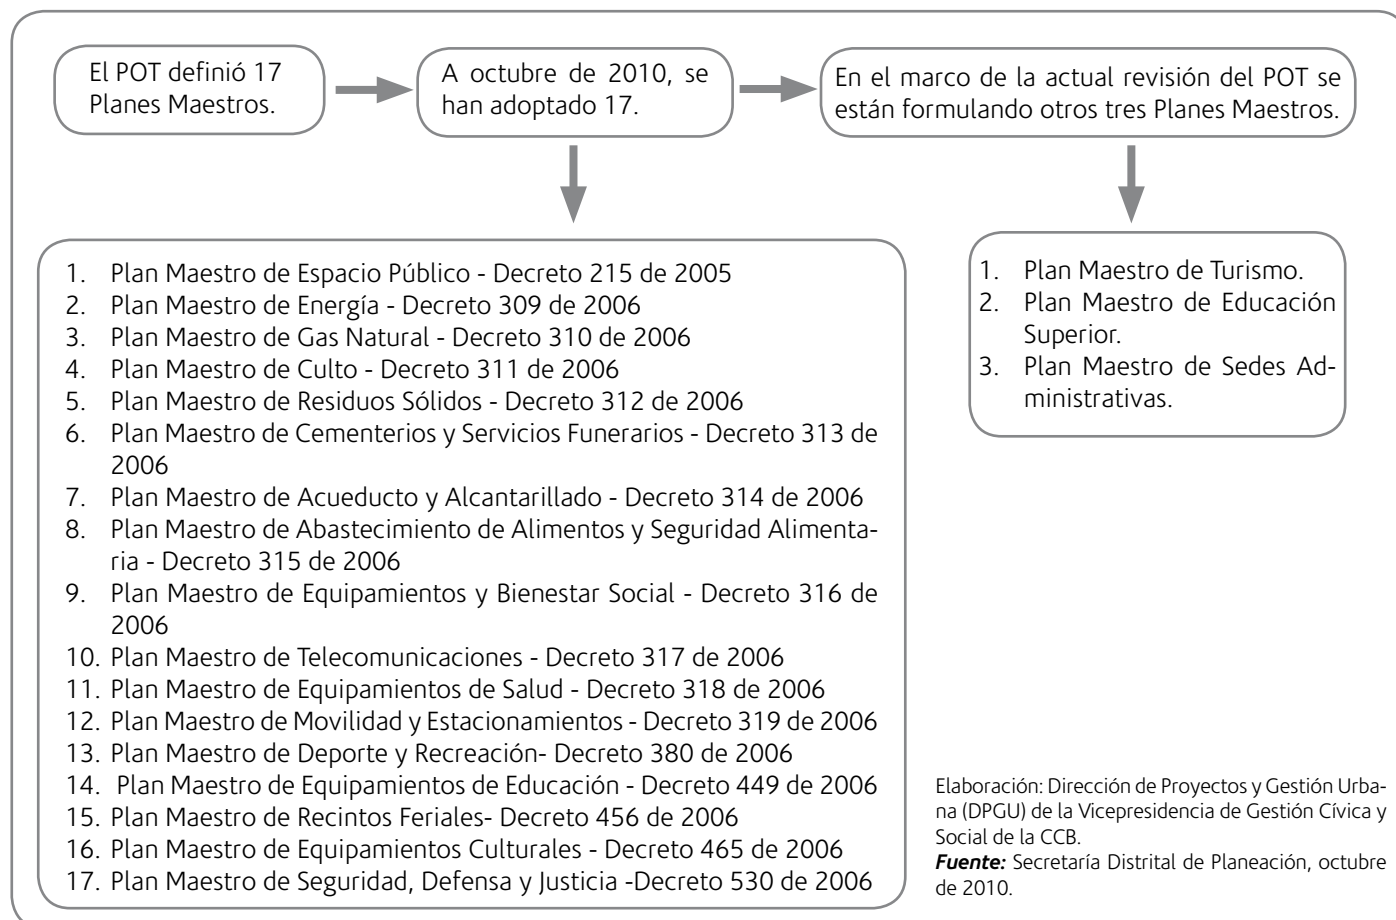 El POT definió 17
Planes Maestros.
A octubre de 2010, se
han adoptado 17.
En el marco de la actual revisión del POT se
están formulando otros tres Planes Maestros.
1. Plan Maestro de Espacio Público - Decreto 215 de 2005
2. Plan Maestro de Energía - Decreto 309 de 2006
3. Plan Maestro de Gas Natural - Decreto 310 de 2006
4. Plan Maestro de Culto - Decreto 311 de 2006
5. Plan Maestro de Residuos Sólidos - Decreto 312 de 2006
6. Plan Maestro de Cementerios y Servicios Funerarios - Decreto 313 de
2006
7. Plan Maestro de Acueducto y Alcantarillado - Decreto 314 de 2006
8. Plan Maestro de Abastecimiento de Alimentos y Seguridad Alimenta-
ria - Decreto 315 de 2006
9. Plan Maestro de Equipamientos y Bienestar Social - Decreto 316 de
2006
10. Plan Maestro de Telecomunicaciones - Decreto 317 de 2006
11. Plan Maestro de Equipamientos de Salud - Decreto 318 de 2006
12. Plan Maestro de Movilidad y Estacionamientos - Decreto 319 de 2006
13. Plan Maestro de Deporte y Recreación- Decreto 380 de 2006
14. Plan Maestro de Equipamientos de Educación - Decreto 449 de 2006
15. Plan Maestro de Recintos Feriales- Decreto 456 de 2006
16. Plan Maestro de Equipamientos Culturales - Decreto 465 de 2006
17. Plan Maestro de Seguridad, Defensa y Justicia -Decreto 530 de 2006
1. Plan Maestro de Turismo.
2. Plan Maestro de Educación
Superior.
3. Plan Maestro de Sedes Ad-
ministrativas.
Elaboración: Dirección de Proyectos y Gestión Urba-
na (DPGU) de la Vicepresidencia de Gestión Cívica y
Social de la CCB.
Fuente: Secretaría Distrital de Planeación, octubre
de 2010.